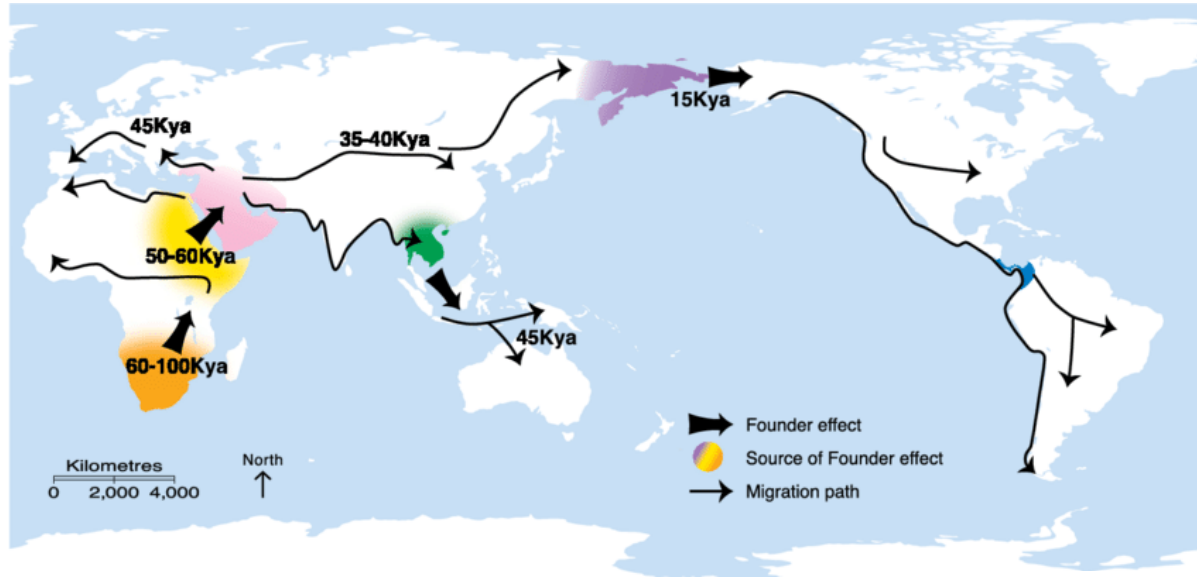 15Kya
45Kya
35-40Kya
50-60Kya
45Kya
60-100Kya
Founder effect
Source of Founder effect
Migration path
Kilometres
0 2,000 4,000
North